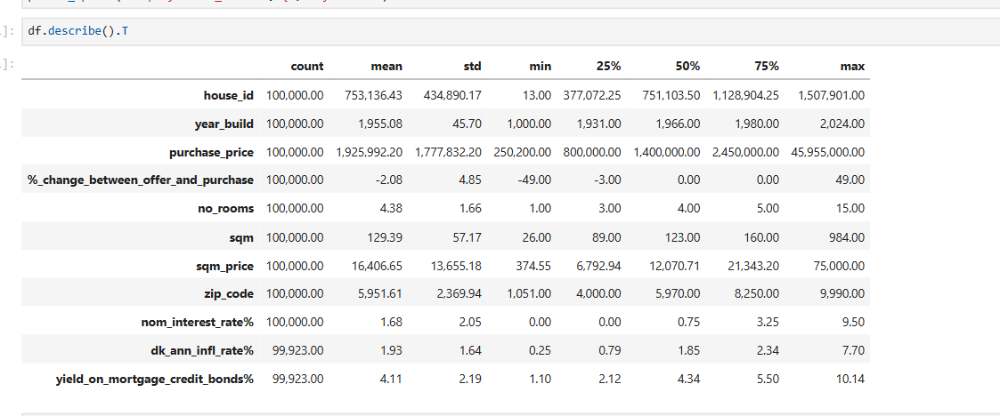 ]: df.describe().T
]:
count mean std min 25% 50% 75% max
house_id 100,000.00 753,136.43 434,890.17 13.00 377,072.25 751,103.50 1,128,904.25 1,507,901.00
year_build 100,000.00 1,955.08 45.70 1,000.00 1,931.00 1,966.00 1,980.00 2,024.00
purchase_price 100,000.00 1,925,992.20 1,777,832.20 250,200.00 800,000.00 1,400,000.00 2,450,000.00 45,955,000.00
%_change_between_offer_and_purchase 100,000.00 -2.08 4.85 -49.00 -3.00 0.00 0.00 49.00
no_rooms 100,000.00 4.38 1.66 1.00 3.00 4.00 5.00 15.00
sqm 100,000.00 129.39 57.17 26.00 89.00 123.00 160.00 984.00
sqm_price 100,000.00 16,406.65 13,655.18 374.55 6,792.94 12,070.71 21,343.20 75,000.00
zip_code 100,000.00 5,951.61 2,369.94 1,051.00 4,000.00 5,970.00 8,250.00 9,990.00
nom_interest_rate% 100,000.00 1.68 2.05 0.00 0.00 0.75 3.25 9.50
dk_ann_infl_rate% 99,923.00 1.93 1.64 0.25 0.79 1.85 2.34 7.70
yield_on_mortgage_credit_bonds% 99,923.00 4.11 2.19 1.10 2.12 4.34 5.50 10.14